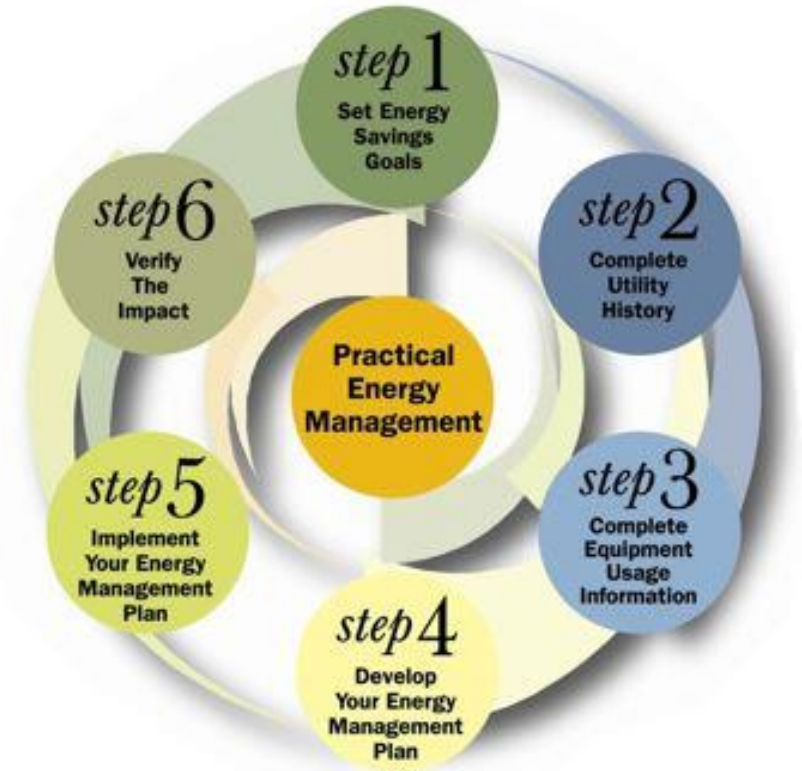 step 1
Set Energy
Savings
Goals
step 2
Complete
Utility
History
step 3
Complete
Equipment
Usage
Information
step 4
Develop
Your Energy
Management
Plan
step 5
Implement
Your Energy
Management
Plan
step 6
Verify
The
Impact
Practical
Energy
Management